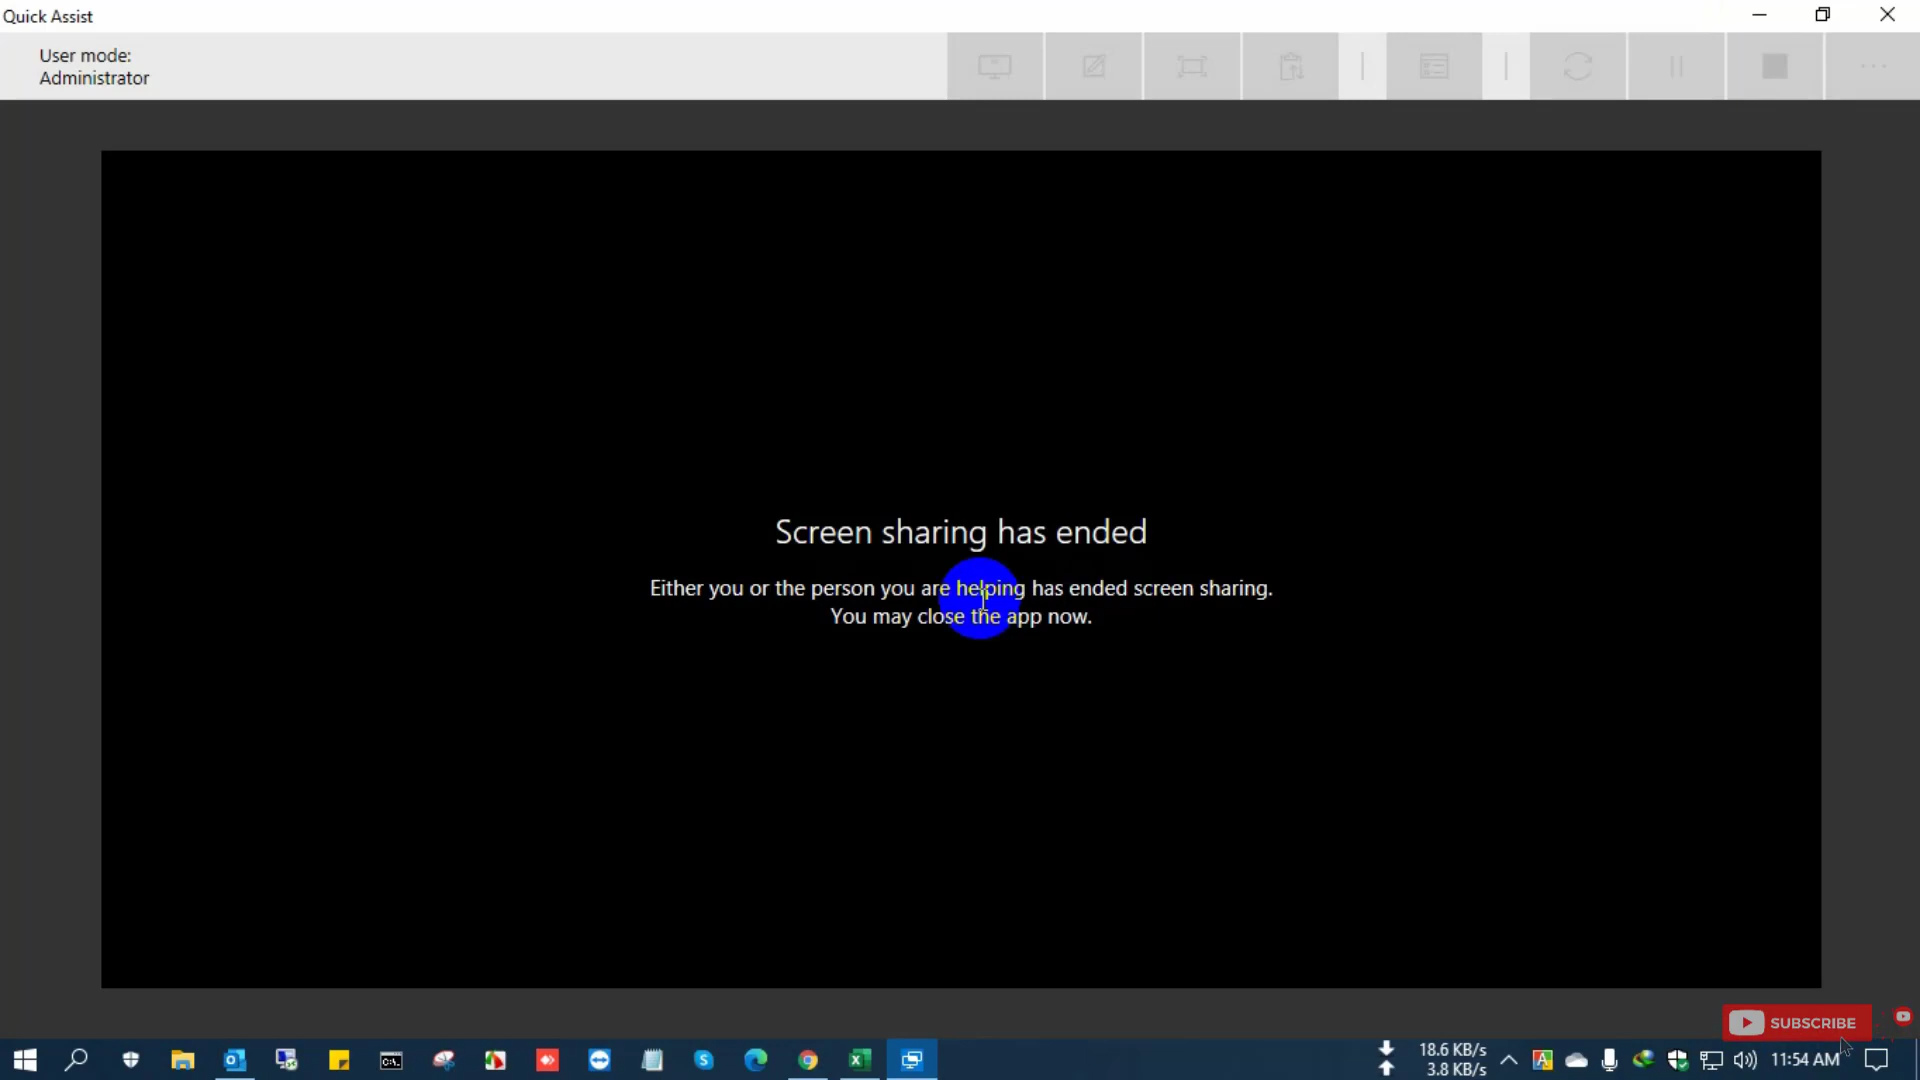 Quick Assist
User mode:
Administrator
Screen sharing has ended
Either you or the person you are helping has ended screen sharing.
You may close the app now.
SUBSCRIBE
18.6 KB/s
3.8 KB/s
11:54 AM